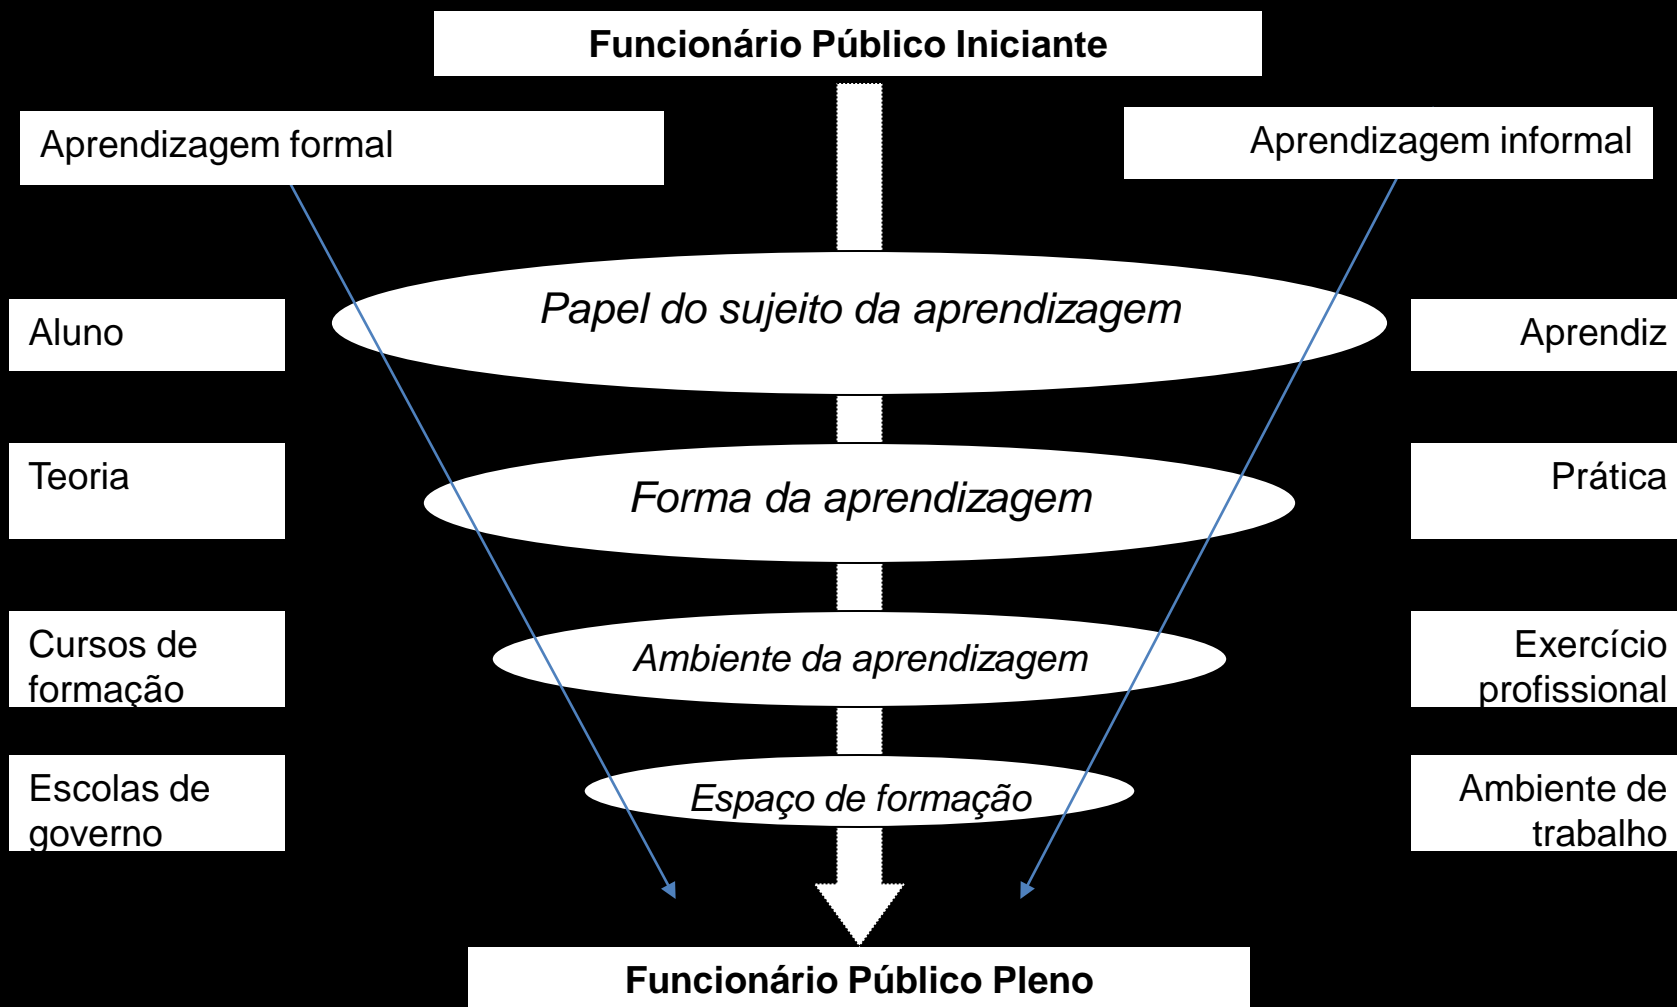 Funcionário Público Iniciante
Aprendizagem formal
Aprendizagem informal
Papel do sujeito da aprendizagem
Aluno
Aprendiz
Forma da aprendizagem
Teoria
Prática
Ambiente da aprendizagem
Cursos de
formação
Exercício
profissional
Espaço de formação
Escolas de
governo
Ambiente de
trabalho
Funcionário Público Pleno